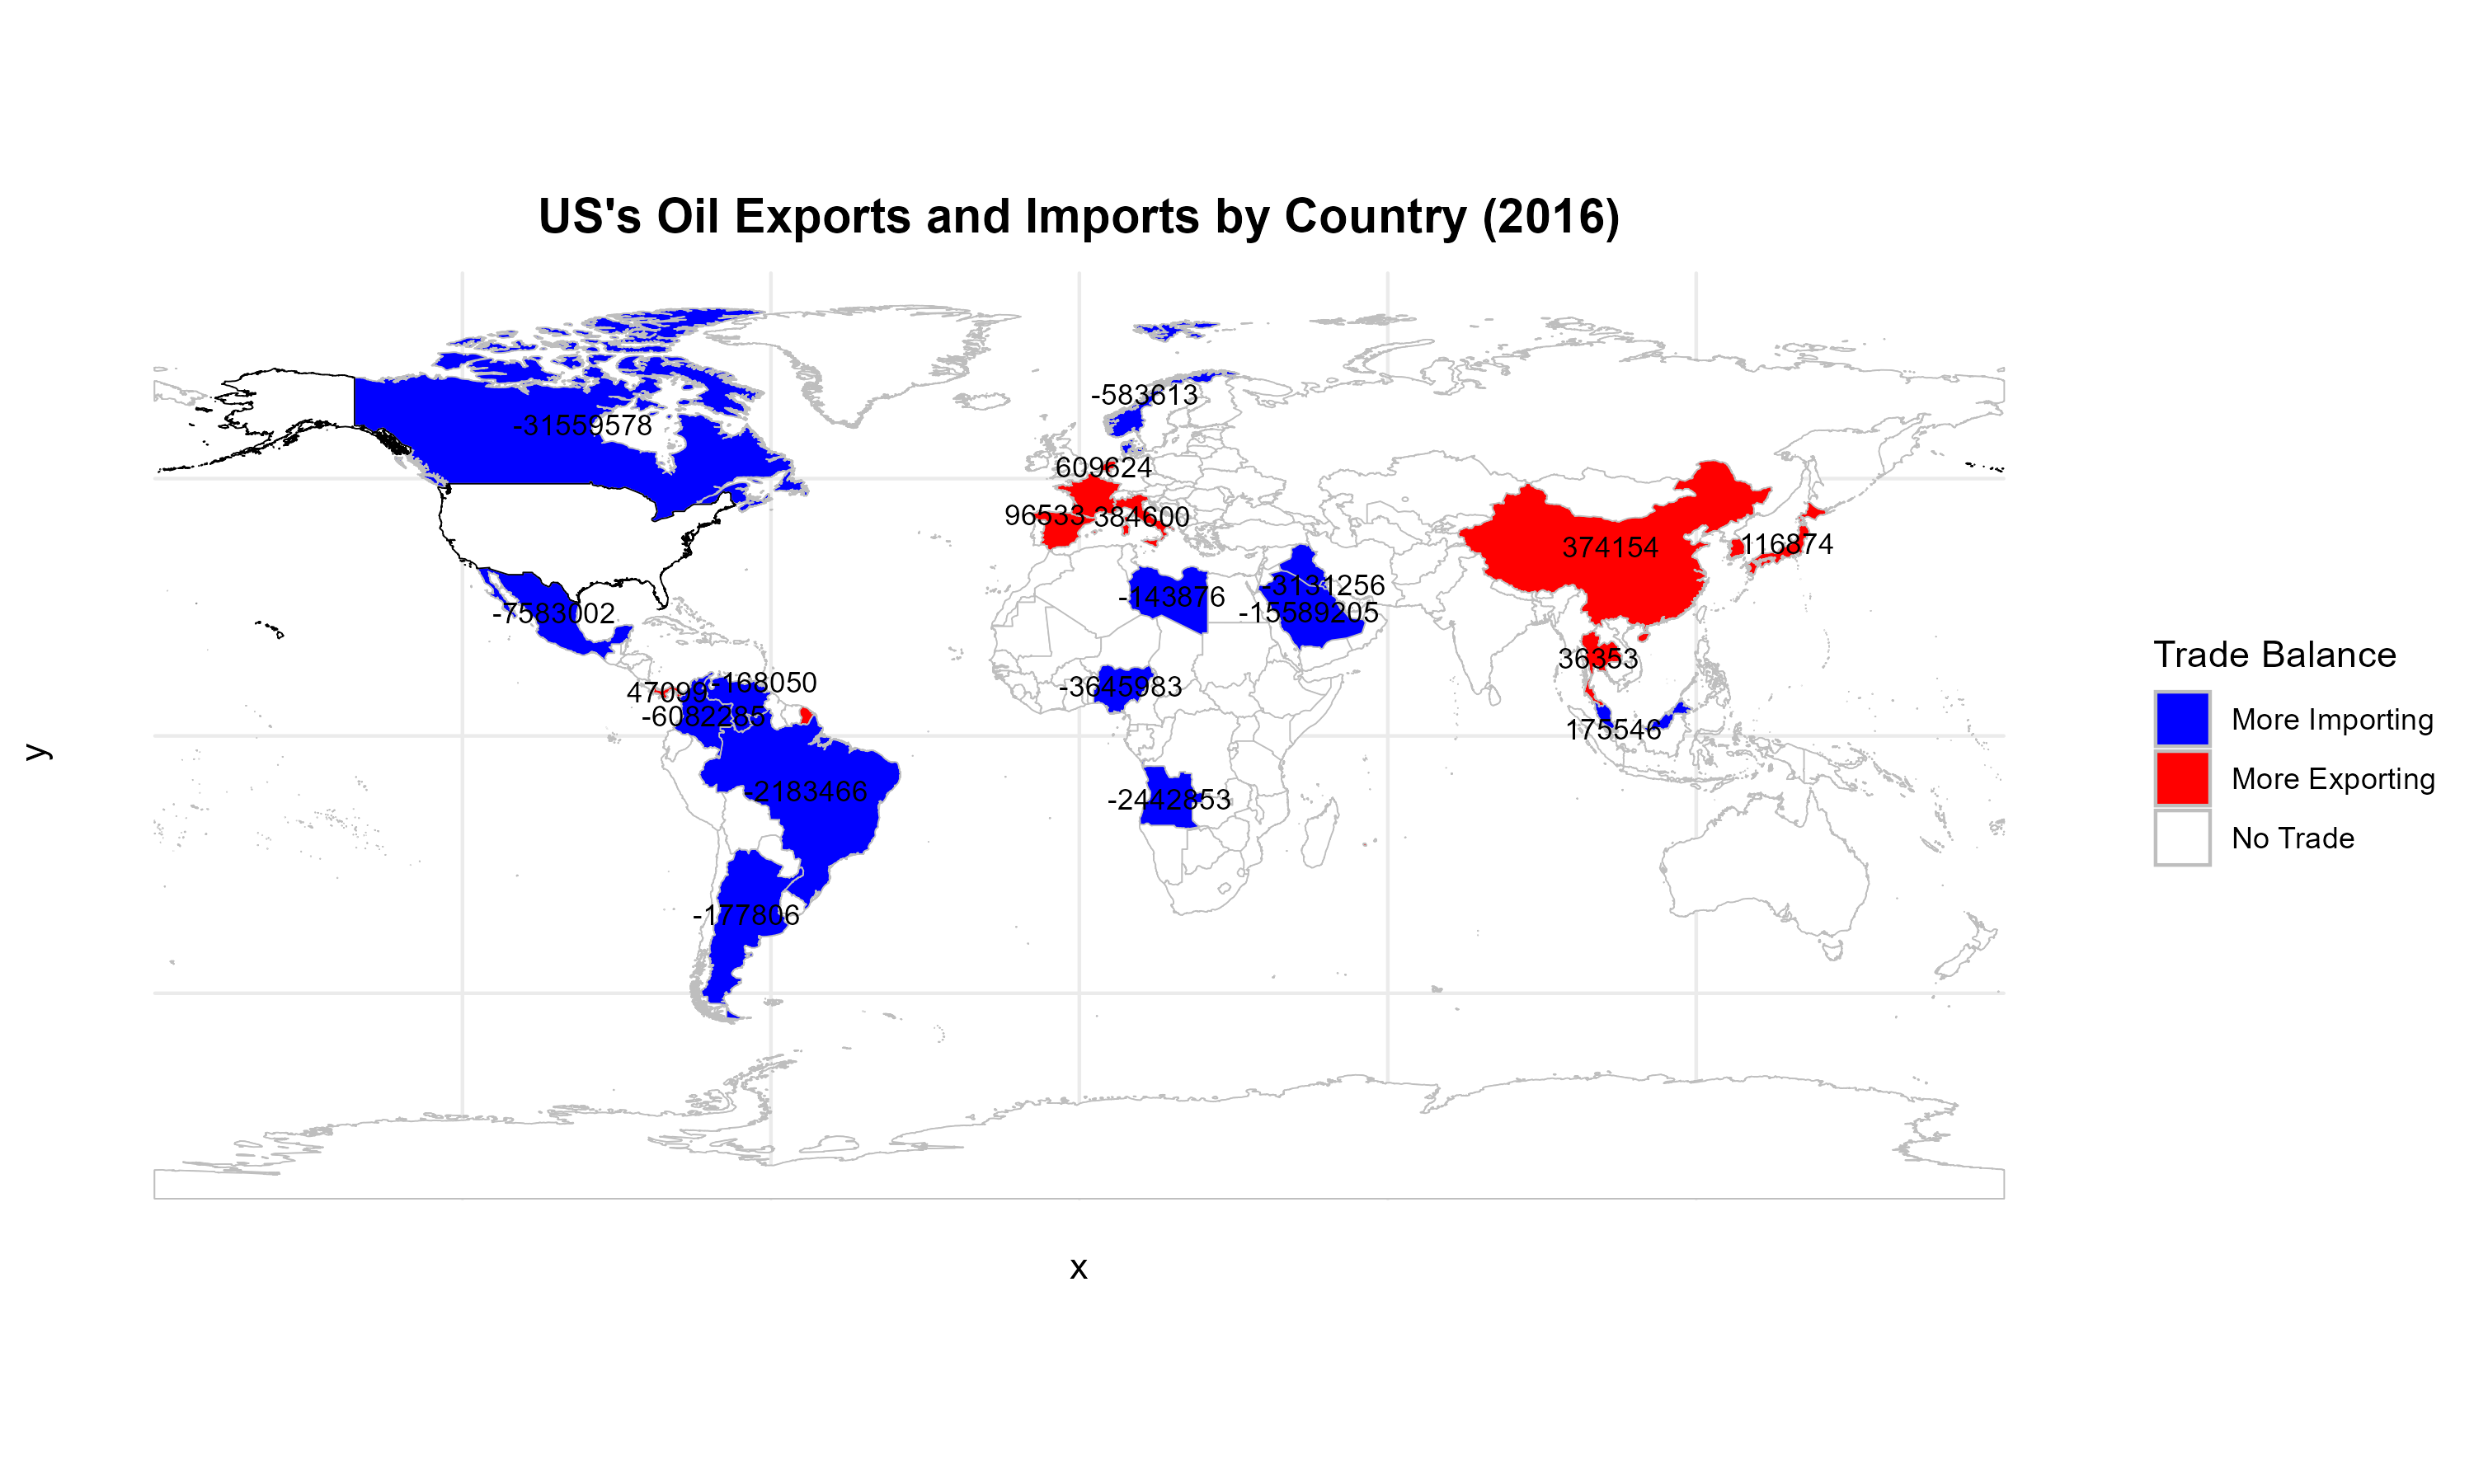 US's Oil Exports and Imports by Country (2016)
-583613
-31559578
609624
96533
384600
374154
116874
-3131256
-143876
-15589205
-7583002
36353
-168050
-3645983
47099
-6082285
175546
-2183466
-2442853
-177806
y
x
Trade Balance
More Importing
More Exporting
No Trade